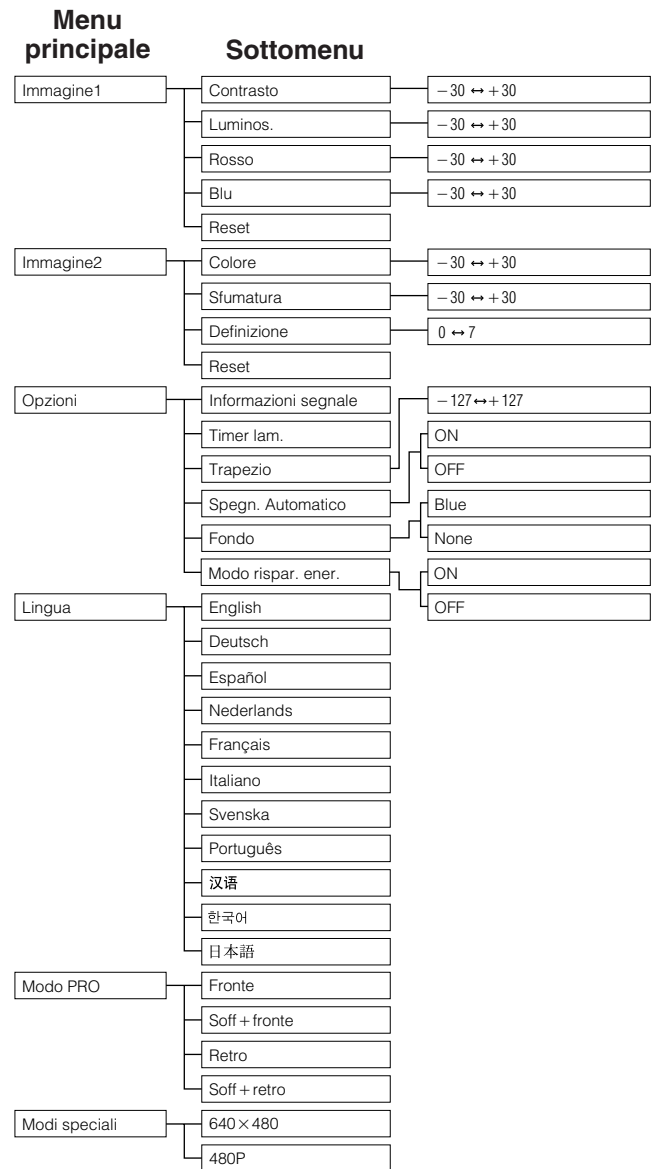 Menu
principale Sottomenu
Immagine1 Contrasto −30 ↔ +30
Luminos. −30 ↔ +30
Rosso −30 ↔ +30
Blu −30 ↔ +30
Reset
Immagine2 Colore −30 ↔ +30
Sfumatura −30 ↔ +30
Definizione 0 ↔ 7
Reset
Opzioni Informazioni segnale −127 ↔ +127
Timer lam. ON
Trapezio OFF
Spegn. Automatico Blue
Fondo None
Modo rispar. ener. ON
Lingua English OFF
Deutsch
Español
Nederlands
Français
Italiano
Svenska
Português
汉语
한국어
日本語
Modo PRO Fronte
Soff+fronte
Retro
Soff+retro
Modi speciali 640×480
480P